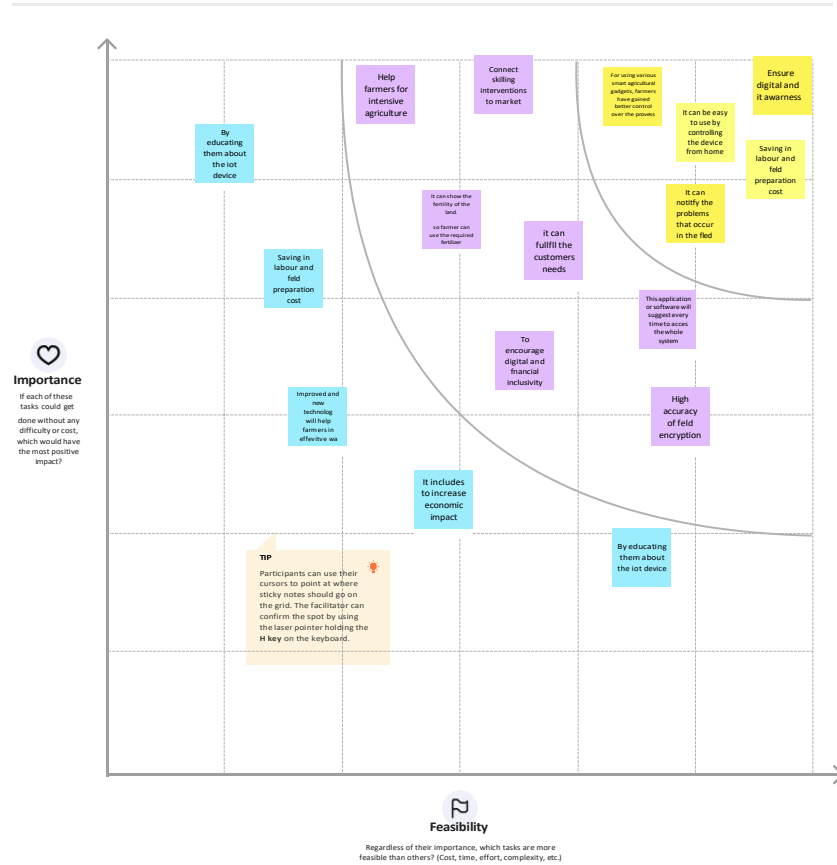 Help
farmers for
intensive
agriculture
Connect
skilling
interventions
to market
For using various
smart agricultural
gadgets, farmers
have gained
better control
over the provess
Ensure
digital and
it awarness
It can be easy
to use by
controlling
the device
from home
By
educating
them about
the iot
device
Saving in
labour and
feld
preparation
cost
It can show the
fertility of the
land.
so farmer can
use the required
fertilizer
It can
notify the
problems
that occur
in the fled
it can
fullfll the
customers
needs
Saving in
labour and
feld
preparation
cost
This application
or software will
suggest every
time to acces
the whole
system
To
encourage
digital and
fnancial
inclusivity
Importance
If each of these
tasks could get
done without any
difficulty or cost,
which would have
the most positive
impact?
Improved and
new
technolog
will help
farmers in
effevitve wa
High
accuracy
of feld
encryption
It includes
to increase
economic
impact
By educating
them about
the iot device
TIP
Participants can use their
cursors to point at where
sticky notes should go on
the grid. The facilitator can
confirm the spot by using
the laser pointer holding the
H key on the keyboard.
Feasibility
Regardless of their importance, which tasks are more
feasible than others? (Cost, time, effort, complexity, etc.)